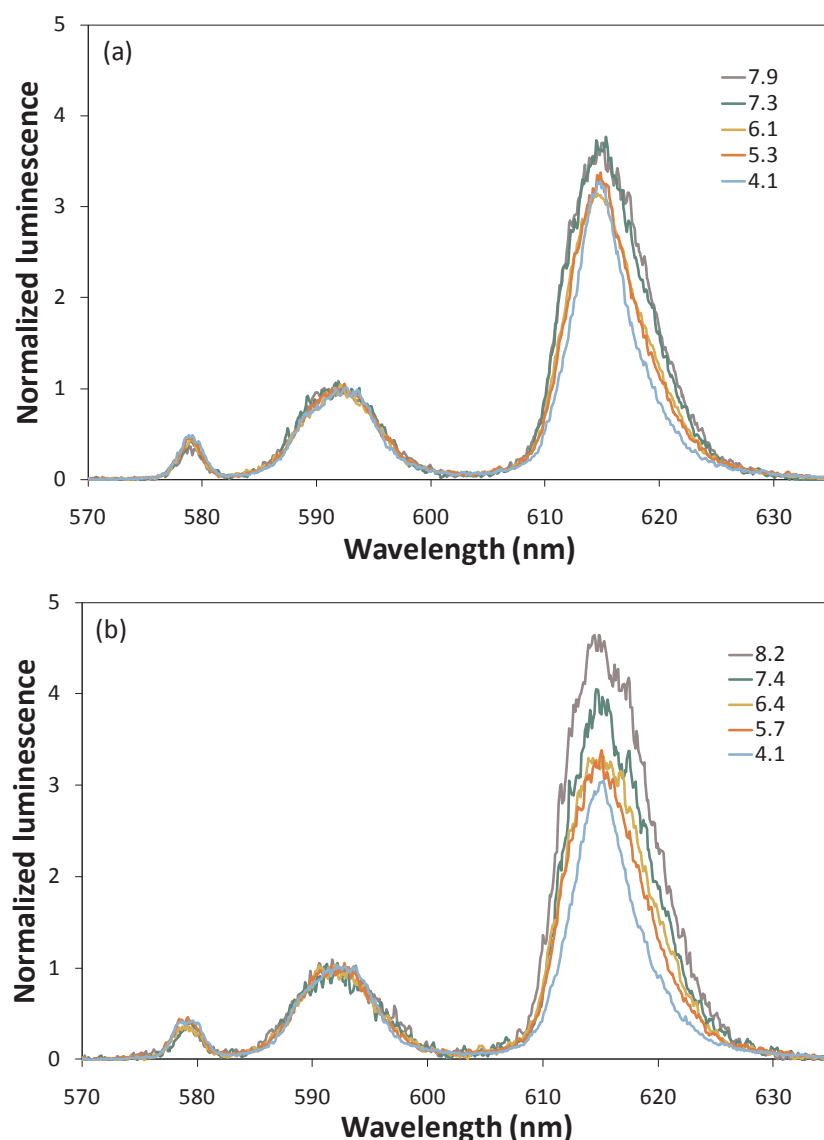 (a)
Normalized luminescence
5
4
3
2
1
0
7.9
7.3
6.1
5.3
4.1
570 580 590 600 610 620 630
Wavelength (nm)
(b)
Normalized luminescence
5
4
3
2
1
0
8.2
7.4
6.4
5.7
4.1
570 580 590 600 610 620 630
Wavelength (nm)